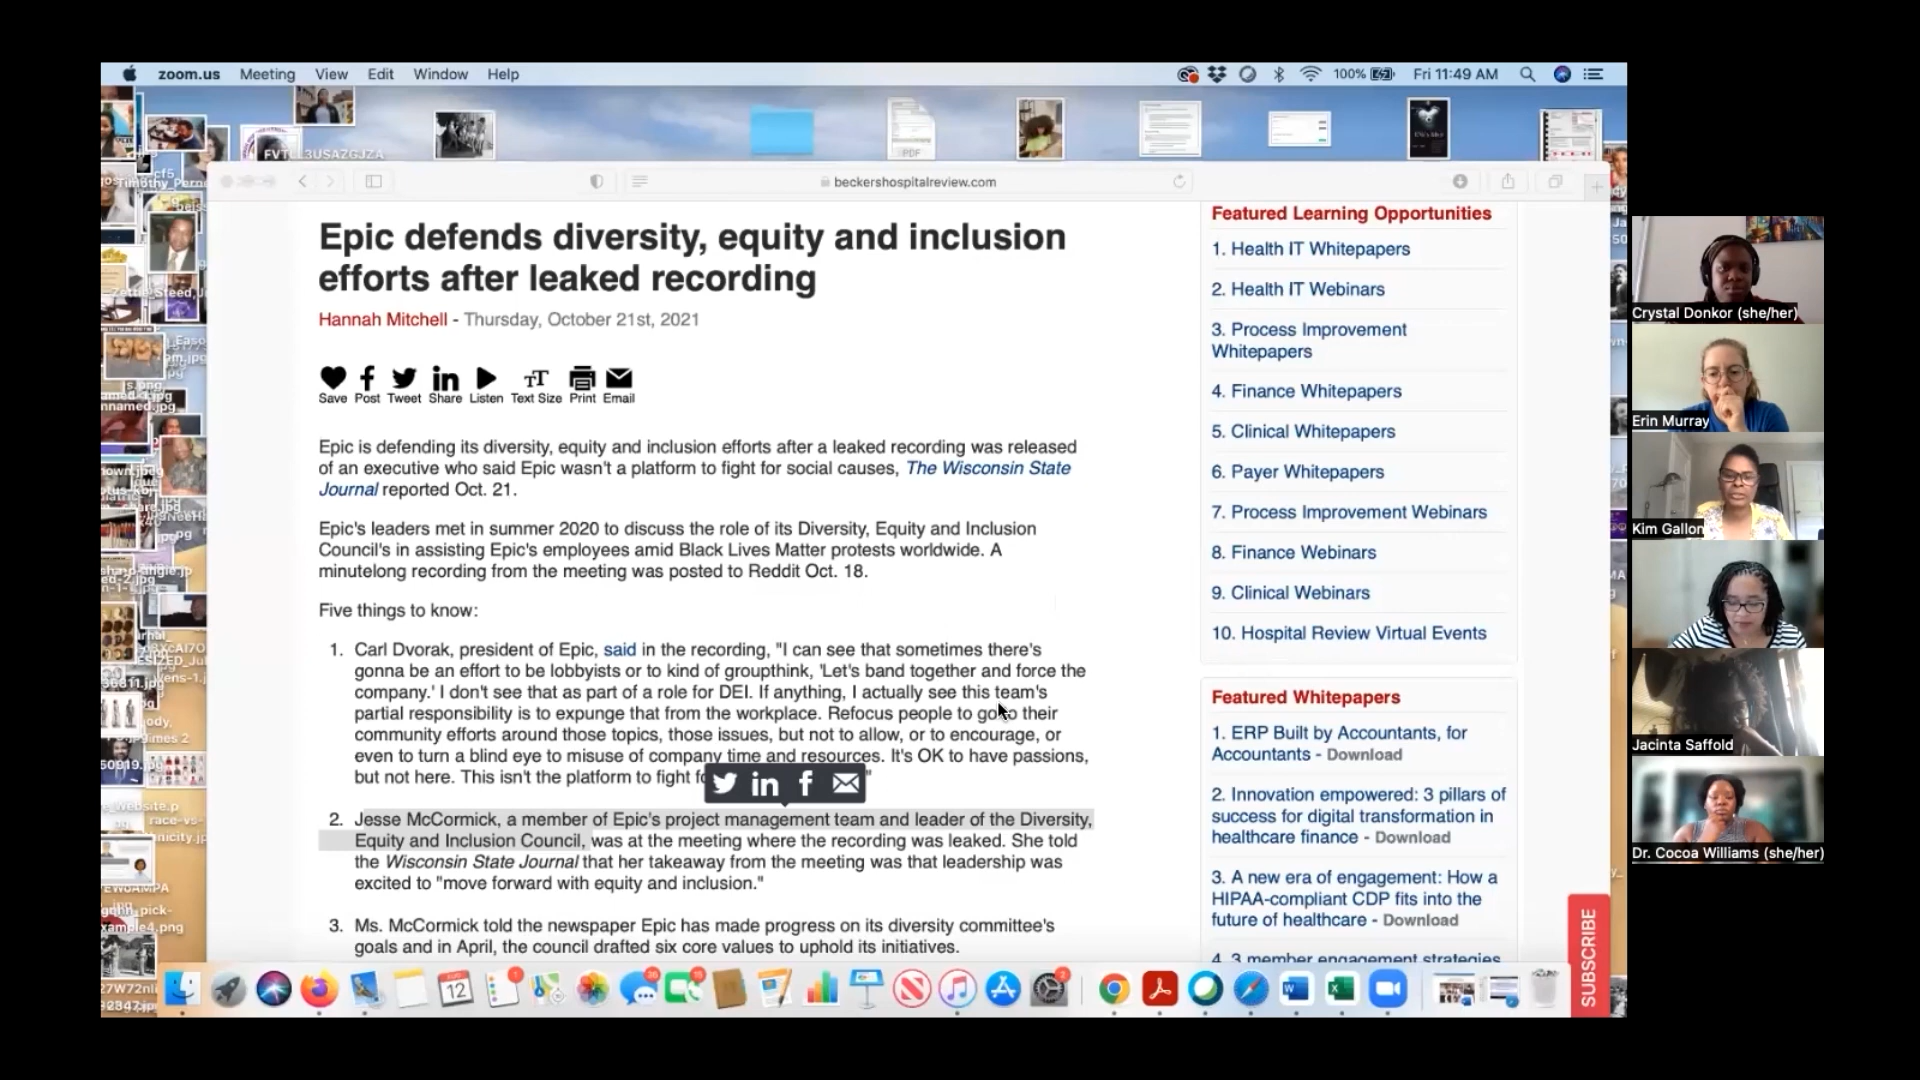 zoom.us Meeting View Edit Window Help
100% Fri 11:49 AM
FVTCL3USAZGJZA
PDF
beckershospitalreview.com
Epic defends diversity, equity and inclusion
efforts after leaked recording
Hannah Mitchell - Thursday, October 21st, 2021
Save Post Tweet Share Listen Text Size Print Email
Epic is defending its diversity, equity and inclusion efforts after a leaked recording was released
of an executive who said Epic wasn't a platform to fight for social causes, The Wisconsin State
Journal reported Oct. 21.
Epic's leaders met in summer 2020 to discuss the role of its Diversity, Equity and Inclusion
Council's in assisting Epic's employees amid Black Lives Matter protests worldwide. A
minutelong recording from the meeting was posted to Reddit Oct. 18.
Five things to know:
1. Carl Dvorak, president of Epic, said in the recording, "I can see that sometimes there's
gonna be an effort to be lobbyists or to kind of groupthink, 'Let's band together and force the
company.' I don't see that as part of a role for DEI. If anything, I actually see this team's
partial responsibility is to expunge that from the workplace. Refocus people to go to their
community efforts around those topics, those issues, but not to allow, or to encourage, or
even to turn a blind eye to misuse of company time and resources. It's OK to have passions,
but not here. This isn't the platform to fight "
2. Jesse McCormick, a member of Epic's project management team and leader of the Diversity,
Equity and Inclusion Council, was at the meeting where the recording was leaked. She told
the Wisconsin State Journal that her takeaway from the meeting was that leadership was
excited to "move forward with equity and inclusion."
3. Ms. McCormick told the newspaper Epic has made progress on its diversity committee's
goals and in April, the council drafted six core values to uphold its initiatives.
Featured Learning Opportunities
1. Health IT Whitepapers
2. Health IT Webinars
3. Process Improvement
Whitepapers
4. Finance Whitepapers
5. Clinical Whitepapers
6. Payer Whitepapers
7. Process Improvement Webinars
8. Finance Webinars
9. Clinical Webinars
10. Hospital Review Virtual Events
Featured Whitepapers
1. ERP Built by Accountants, for
Accountants - Download
2. Innovation empowered: 3 pillars of
success for digital transformation in
healthcare finance - Download
3. A new era of engagement: How a
HIPAA-compliant CDP fits into the
future of healthcare - Download
4. 3 member engagement strategies
SUBSCRIBE
12
Crystal Donkor (she/her)
Erin Murray
Kim Gallon
Jacinta Saffold
Dr. Cocoa Williams (she/her)